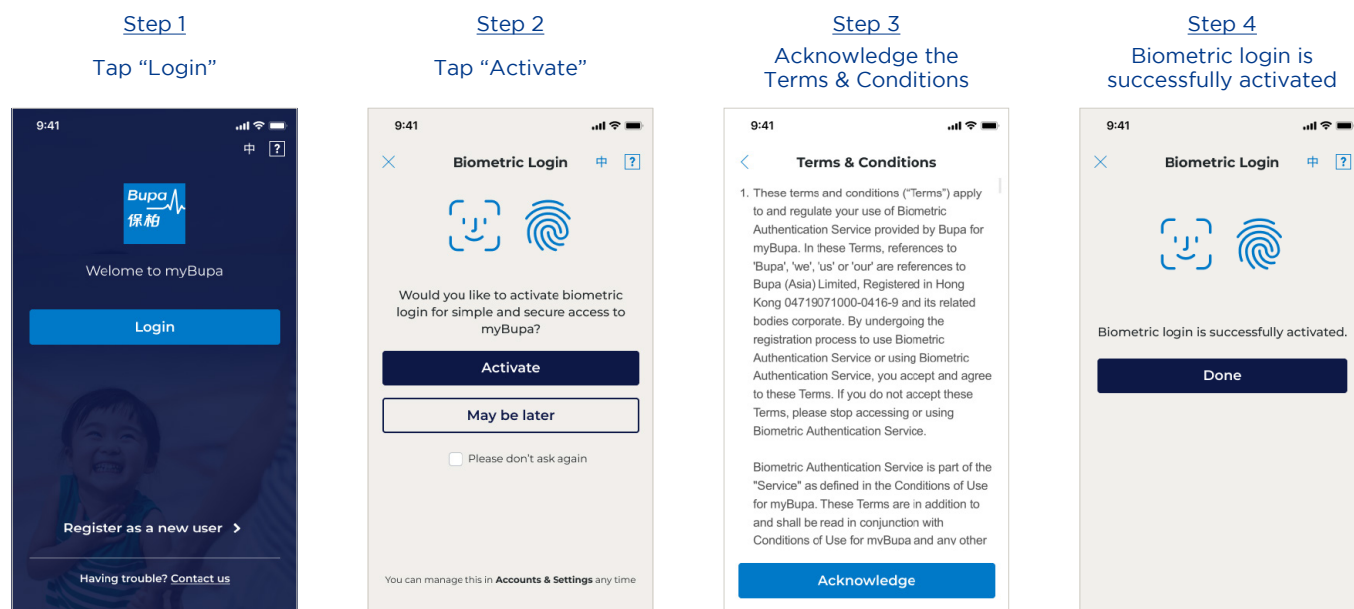 Step 1
Tap “Login”
9:41
中 ?
Bupa
保柏
Welome to myBupa
Login
Register as a new user >
Having trouble? Contact us
Step 2
Tap “Activate”
9:41
Biometric Login 中 ?
Would you like to activate biometric
login for simple and secure access to
myBupa?
Activate
May be later
Please don't ask again
You can manage this in Accounts & Settings any time
Step 3
Acknowledge the
Terms & Conditions
9:41
Terms & Conditions
1. These terms and conditions (“Terms”) apply
to and regulate your use of Biometric
Authentication Service provided by Bupa for
myBupa. In these Terms, references to
'Bupa', 'we', 'us' or 'our' are references to
Bupa (Asia) Limited, Registered in Hong
Kong 04719071000-0416-9 and its related
bodies corporate. By undergoing the
registration process to use Biometric
Authentication Service or using Biometric
Authentication Service, you accept and agree
to these Terms. If you do not accept these
Terms, please stop accessing or using
Biometric Authentication Service.
Biometric Authentication Service is part of the
"Service" as defined in the Conditions of Use
for myBupa. These Terms are in addition to
and shall be read in conjunction with
Conditions of Use for myBupa and any other
Acknowledge
Step 4
Biometric login is
successfully activated
9:41
Biometric Login 中 ?
Biometric login is successfully activated.
Done